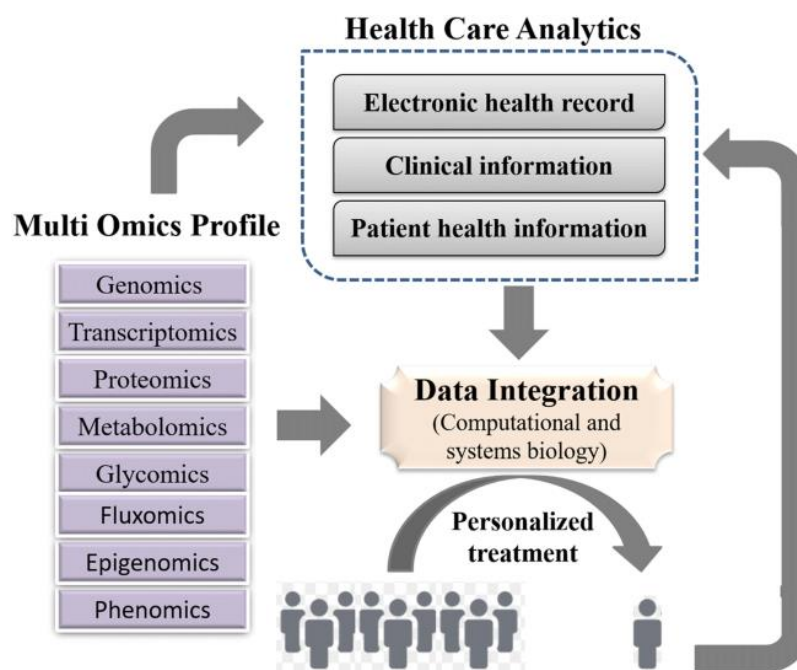 Health Care Analytics
Electronic health record
Clinical information
Patient health information
Multi Omics Profile
Genomics
Transcriptomics
Proteomics
Metabolomics
Glycomics
Fluxomics
Epigenomics
Phenomics
Data Integration
(Computational and
systems biology)
Personalized
treatment